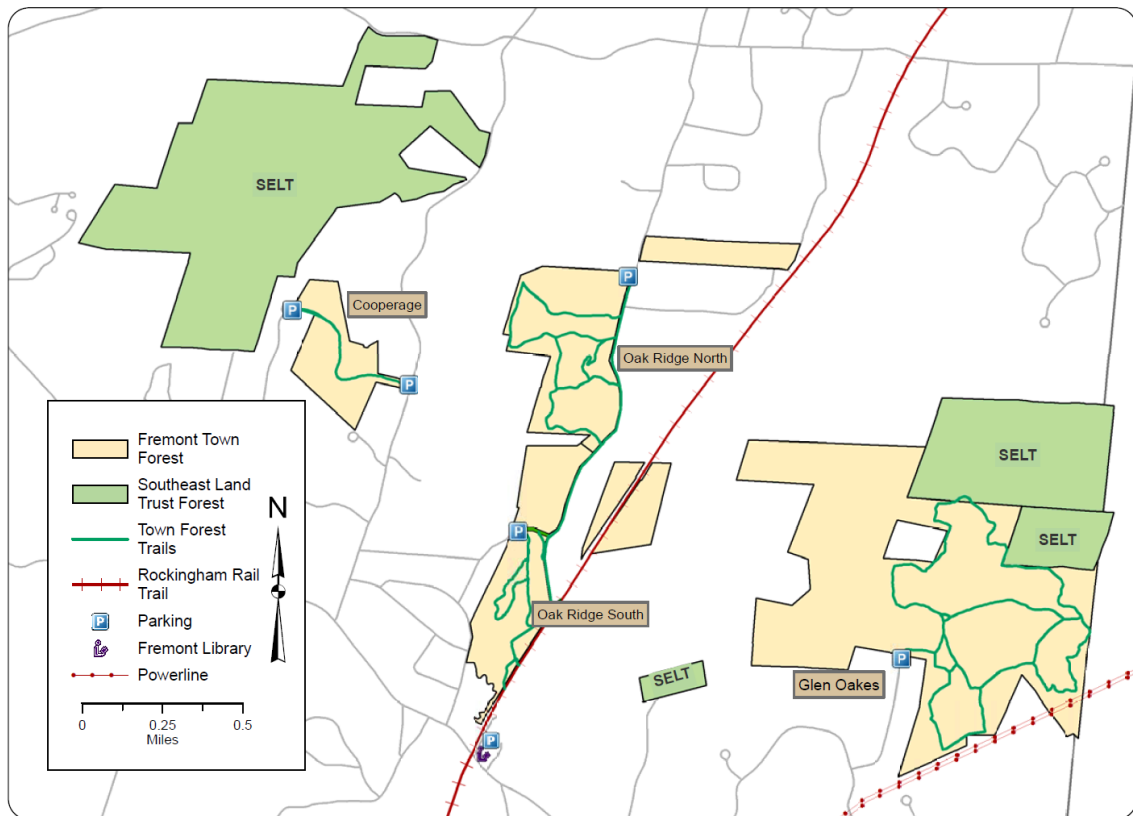 SELT
Cooperage
Oak Ridge North
SELT
SELT
Oak Ridge South
SELT
Glen Oakes
P
P
P
P
P
P
Fremont Town
Forest
Southeast Land
Trust Forest
Town Forest
Trails
Rockingham Rail
Trail
P
Parking
Fremont Library
Powerline
N
0 0.25 0.5
Miles